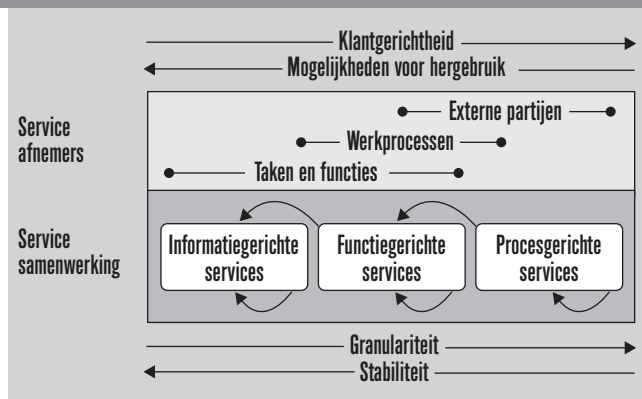 Klantgerichtheid
Mogelijkheden voor hergebruik
Service
afnemers
Externe partijen
Werkprocessen
Taken en functies
Service
samenwerking
Informatiegerichte
services
Functiegerichte
services
Procesgerichte
services
Granulariteit
Stabiliteit